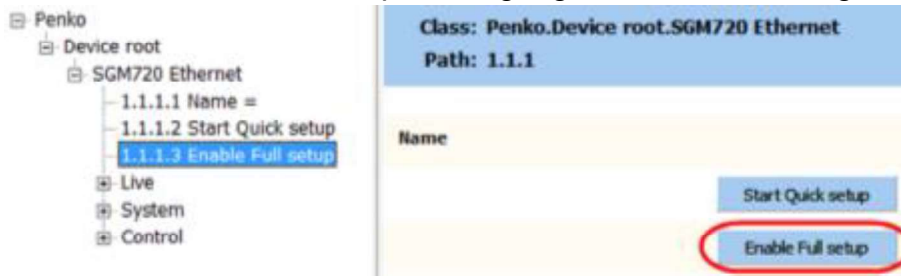 Penko
Device root
SGM720 Ethernet
1.1.1.1 Name =
1.1.1.2 Start Quick setup
1.1.1.3 Enable Full setup
Live
System
Control
Class: Penko.Device root.SGM720 Ethernet
Path: 1.1.1
Name
Start Quick setup
Enable Full setup